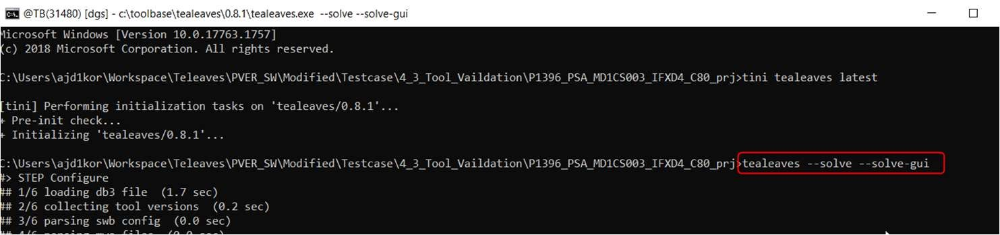 @TB(31480) [dgs] - c:\toolbase\tealeaves\0.8.1\tealeaves.exe --solve --solve-gui
Microsoft Windows [Version 10.0.17763.1757]
(c) 2018 Microsoft Corporation. All rights reserved.
C:\Users\ajd1kor\Workspace\Teleaves\PVER_SW\Modified\Testcase\4_3_Tool_Vaildation\P1396_PSA_MD1CS003_IFXD4_C80_prj>tini tealeaves latest
[tini] Performing initialization tasks on 'tealeaves/0.8.1'...
+ Pre-init check...
+ Initializing 'tealeaves/0.8.1'...
C:\Users\ajd1kor\Workspace\Teleaves\PVER_SW\Modified\Testcase\4_3_Tool_Vaildation\P1396_PSA_MD1CS003_IFXD4_C80_prj>tealeaves --solve --solve-gui
#> STEP Configure
## 1/6 loading db3 file (1.7 sec)
## 2/6 collecting tool versions (0.2 sec)
## 3/6 parsing swb config (0.0 sec)
## 4/6 parsing files (0.0 sec)